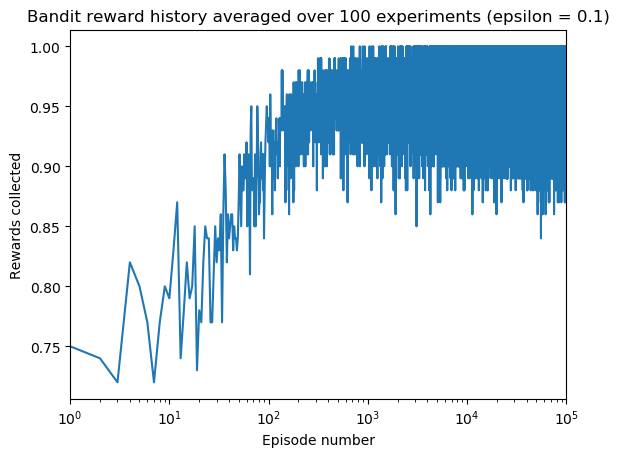 Bandit reward history averaged over 100 experiments (epsilon = 0.1)
1.00
0.95
0.90
0.85
0.80
0.75
Rewards collected
10⁰ 10¹ 10² 10³ 10⁴ 10⁵
Episode number